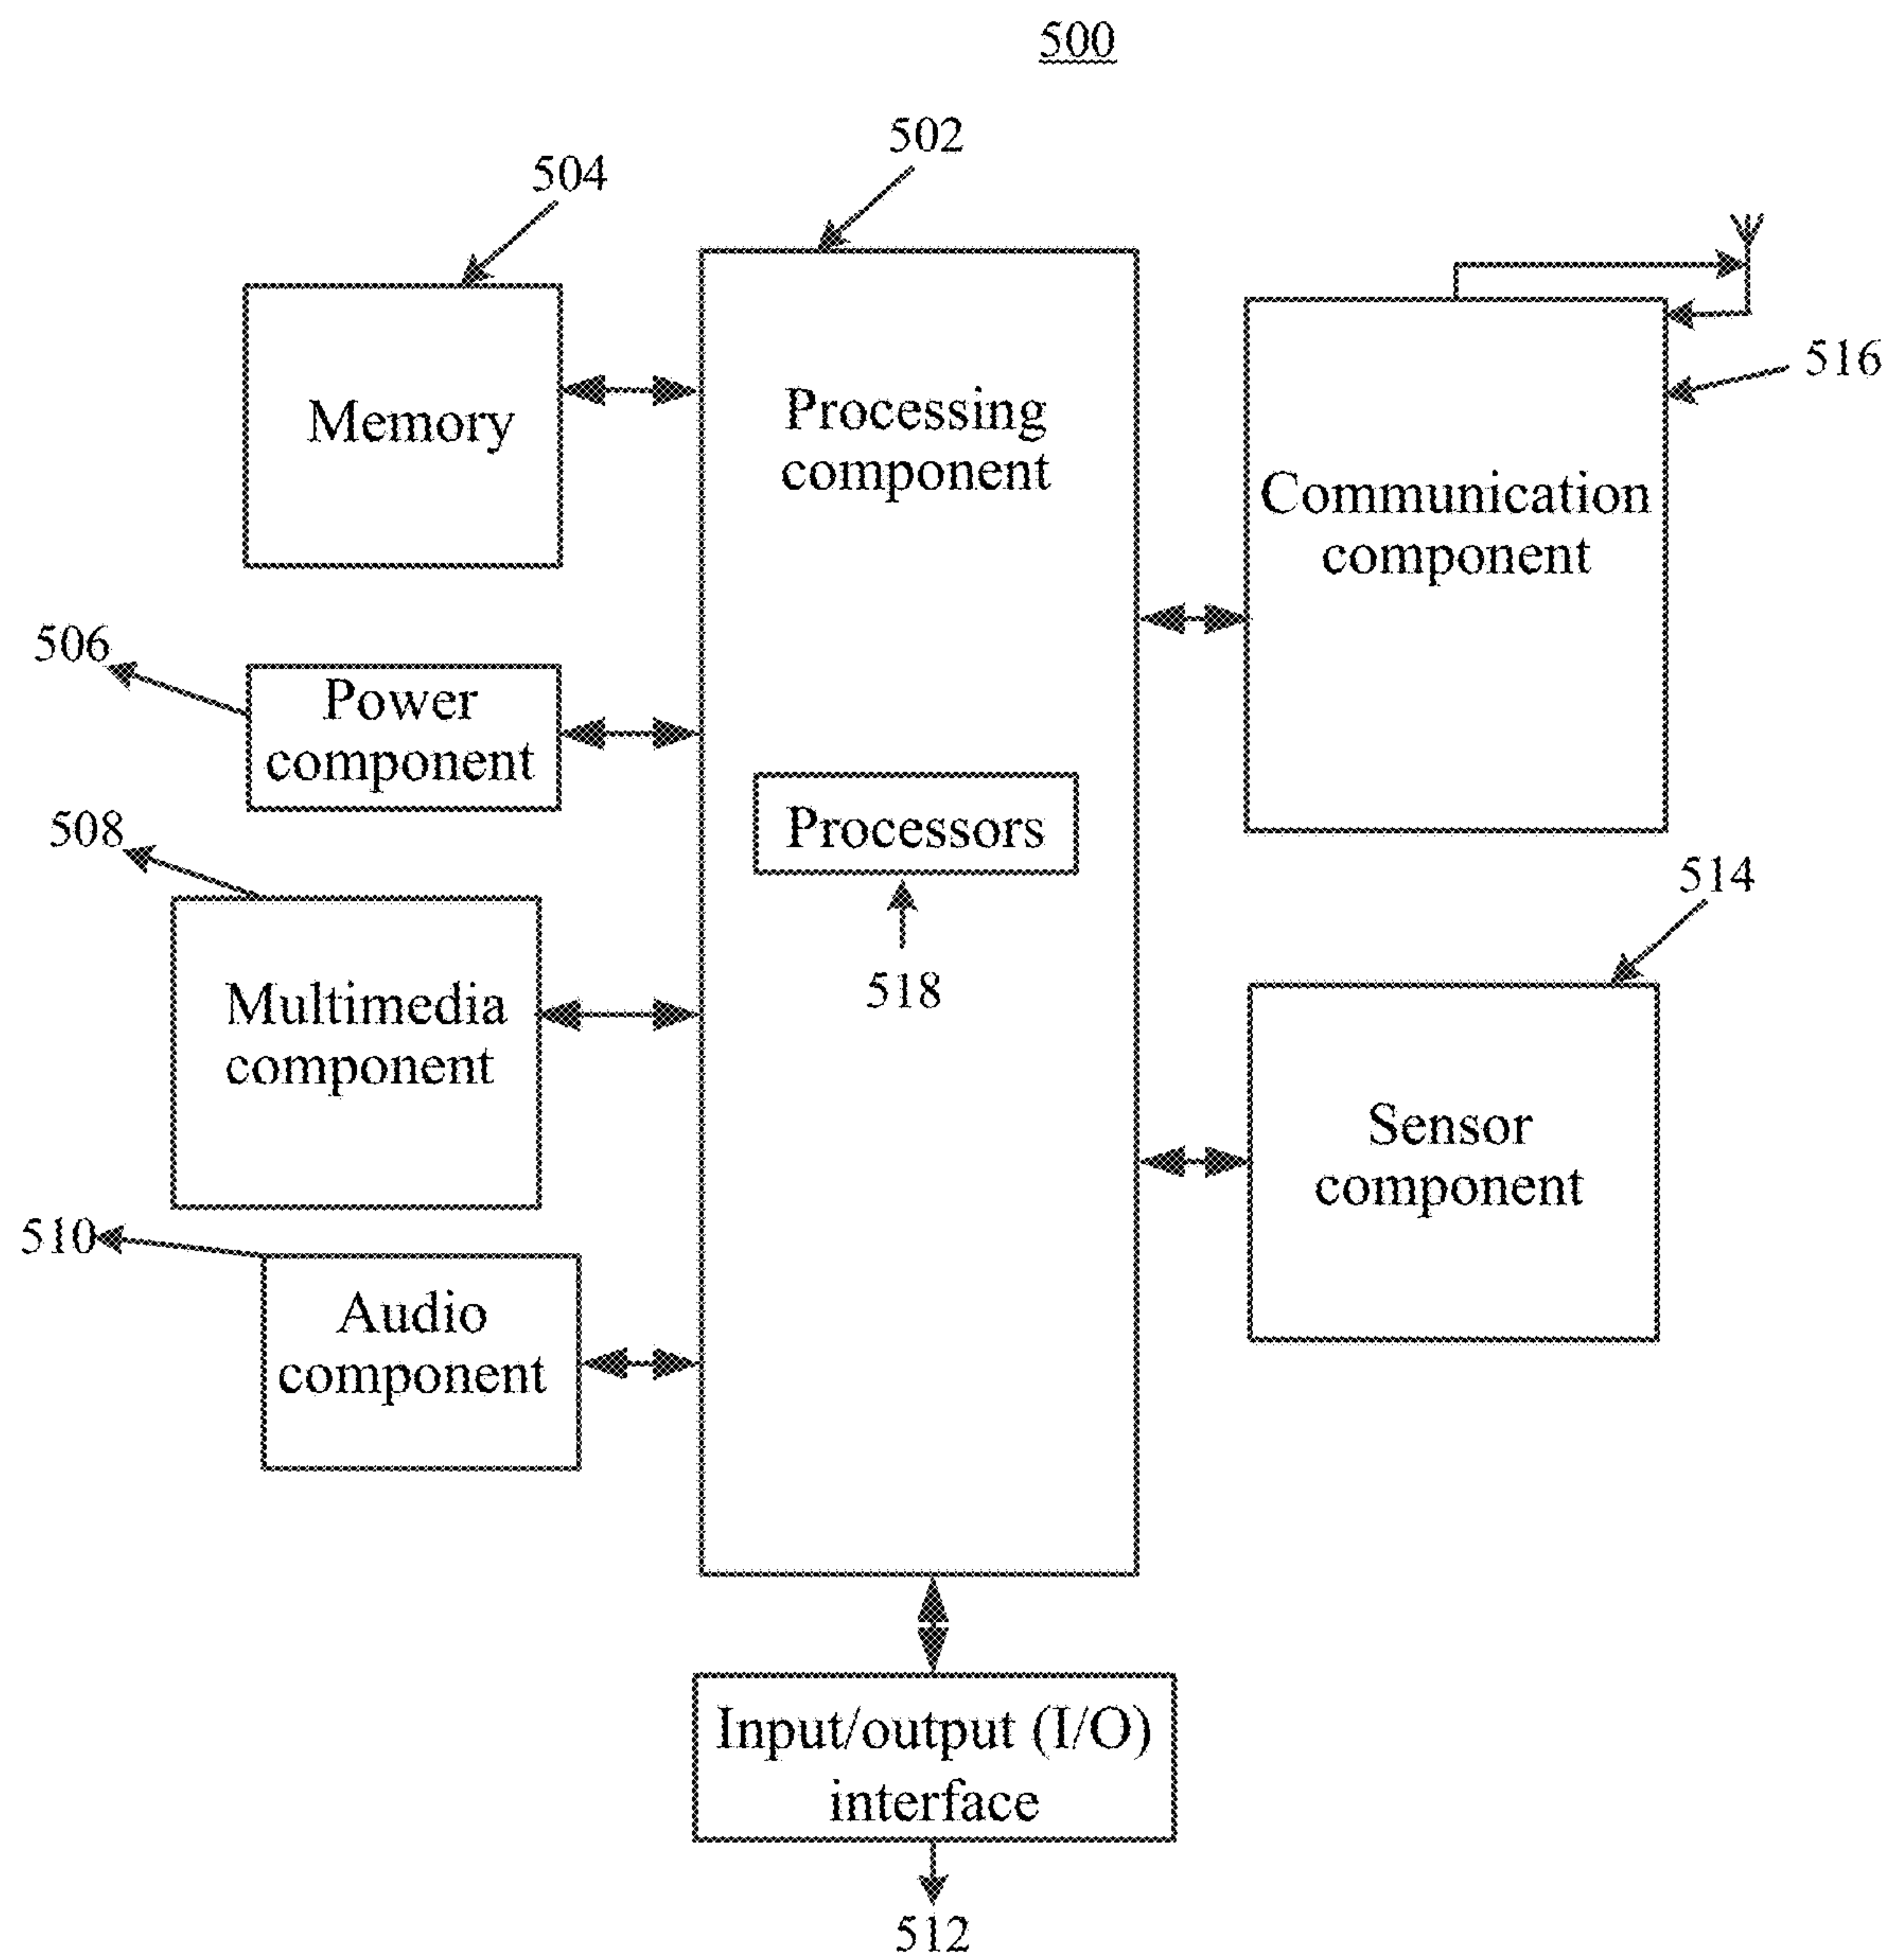 500
502
504
Memory
Processing
component
516
Communication
component
506
Power
component
508
Processors
518
514
Multimedia
component
Sensor
component
510
Audio
component
Input/output (I/O)
interface
512